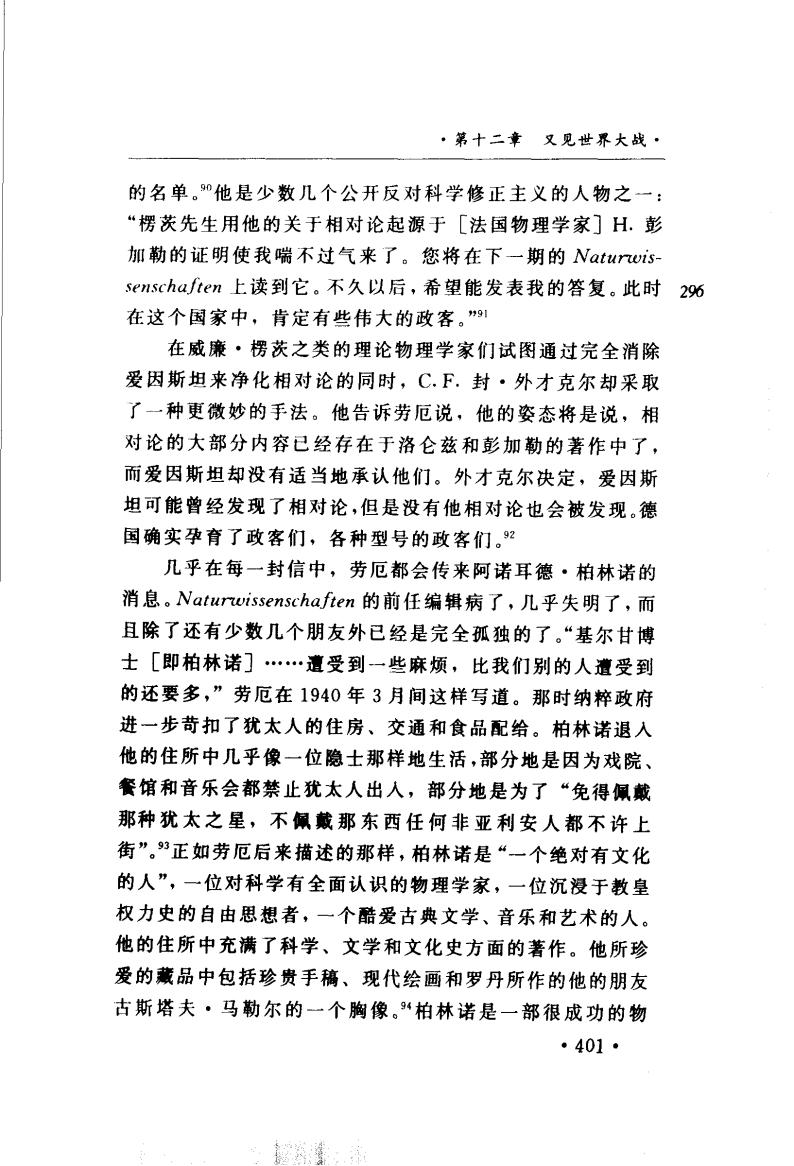 ·第十二章 又见世界大战·
的名单。⁹⁰他是少数几个公开反对科学修正主义的人物之一：
“楞茨先生用他的关于相对论起源于［法国物理学家］H. 彭
加勒的证明使我喘不过气来了。您将在下一期的 Naturwis-
senschaften 上读到它。不久以后，希望能发表我的答复。此时 296
在这个国家中，肯定有些伟大的政客。”⁹¹
在威廉·楞茨之类的理论物理学家们试图通过完全消除
爱因斯坦来净化相对论的同时，C.F. 封·外才克尔却采取
了一种更微妙的手法。他告诉劳厄说，他的姿态将是说，相
对论的大部分内容已经存在于洛仑兹和彭加勒的著作中了，
而爱因斯坦却没有适当地承认他们。外才克尔决定，爱因斯
坦可能曾经发现了相对论，但是没有他相对论也会被发现。德
国确实孕育了政客们，各种型号的政客们。⁹²
几乎在每一封信中，劳厄都会传来阿诺耳德·柏林诺的
消息。Naturwissenschaften 的前任编辑病了，几乎失明了，而
且除了还有少数几个朋友外已经是完全孤独的了。“基尔甘博
士［即柏林诺］……遭受到一些麻烦，比我们别的人遭受到
的还要多，”劳厄在 1940 年 3 月间这样写道。那时纳粹政府
进一步苛扣了犹太人的住房、交通和食品配给。柏林诺退入
他的住所中几乎像一位隐士那样地生活，部分地是因为戏院、
餐馆和音乐会都禁止犹太人出入，部分地是为了“免得佩戴
那种犹太之星，不佩戴那东西任何非亚利安人都不许上
街”。⁹³正如劳厄后来描述的那样，柏林诺是“一个绝对有文化
的人”，一位对科学有全面认识的物理学家，一位沉浸于教皇
权力史的自由思想者，一个酷爱古典文学、音乐和艺术的人。
他的住所中充满了科学、文学和文化史方面的著作。他所珍
爱的藏品中包括珍贵手稿、现代绘画和罗丹所作的他的朋友
古斯塔夫·马勒尔的一个胸像。⁹⁴柏林诺是一部很成功的物
·401·